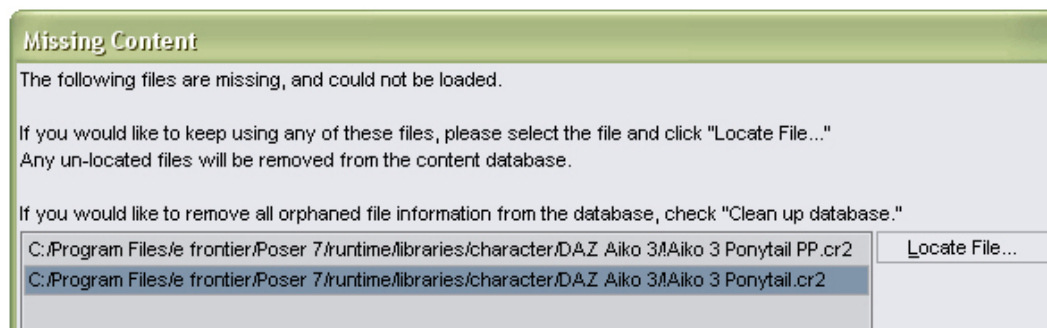 Missing Content
The following files are missing, and could not be loaded.
If you would like to keep using any of these files, please select the file and click "Locate File..."
Any un-located files will be removed from the content database.
If you would like to remove all orphaned file information from the database, check "Clean up database."
C:/Program Files/e frontier/Poser 7/runtime/libraries/character/DAZ Aiko 3/!Aiko 3 Ponytail PP.cr2
Locate File...
C:/Program Files/e frontier/Poser 7/runtime/libraries/character/DAZ Aiko 3/!Aiko 3 Ponytail.cr2